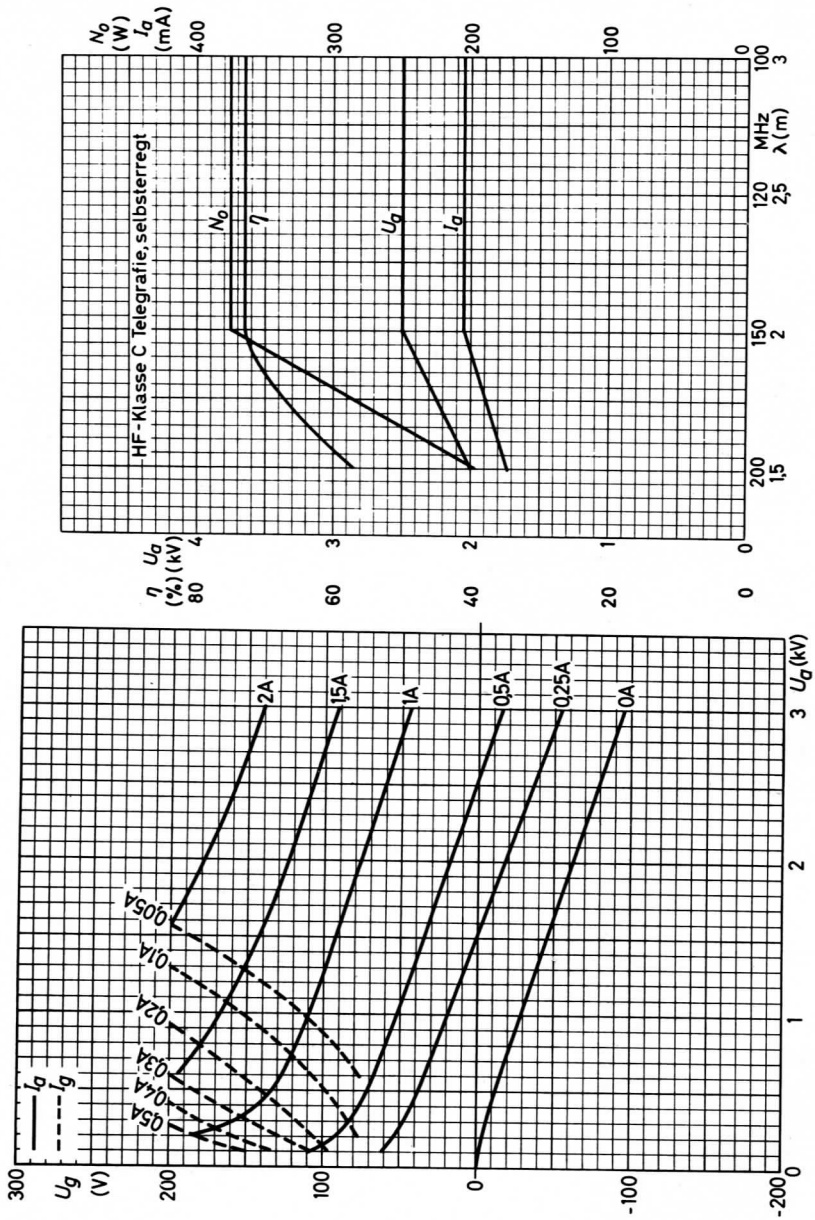 300
Ug
(V)
200
100
0
-100
-200
Ia
Ig
0,5A
0,4A
0,3A
0,2A
0,1A
0,05A
2A
1,5A
1A
0,5A
0,25A
0A
0
1
2
3
Ua (kV)
η
(%)
80
60
40
20
0
Ua
(kV)
4
3
2
1
0
HF-Klasse C Telegrafie, selbsterregt
No
η
Ua
Ia
No
(W)
Ia
(mA)
400
300
200
100
0
200
150
120
MHz
100
1,5
2
2,5
λ (m)
3